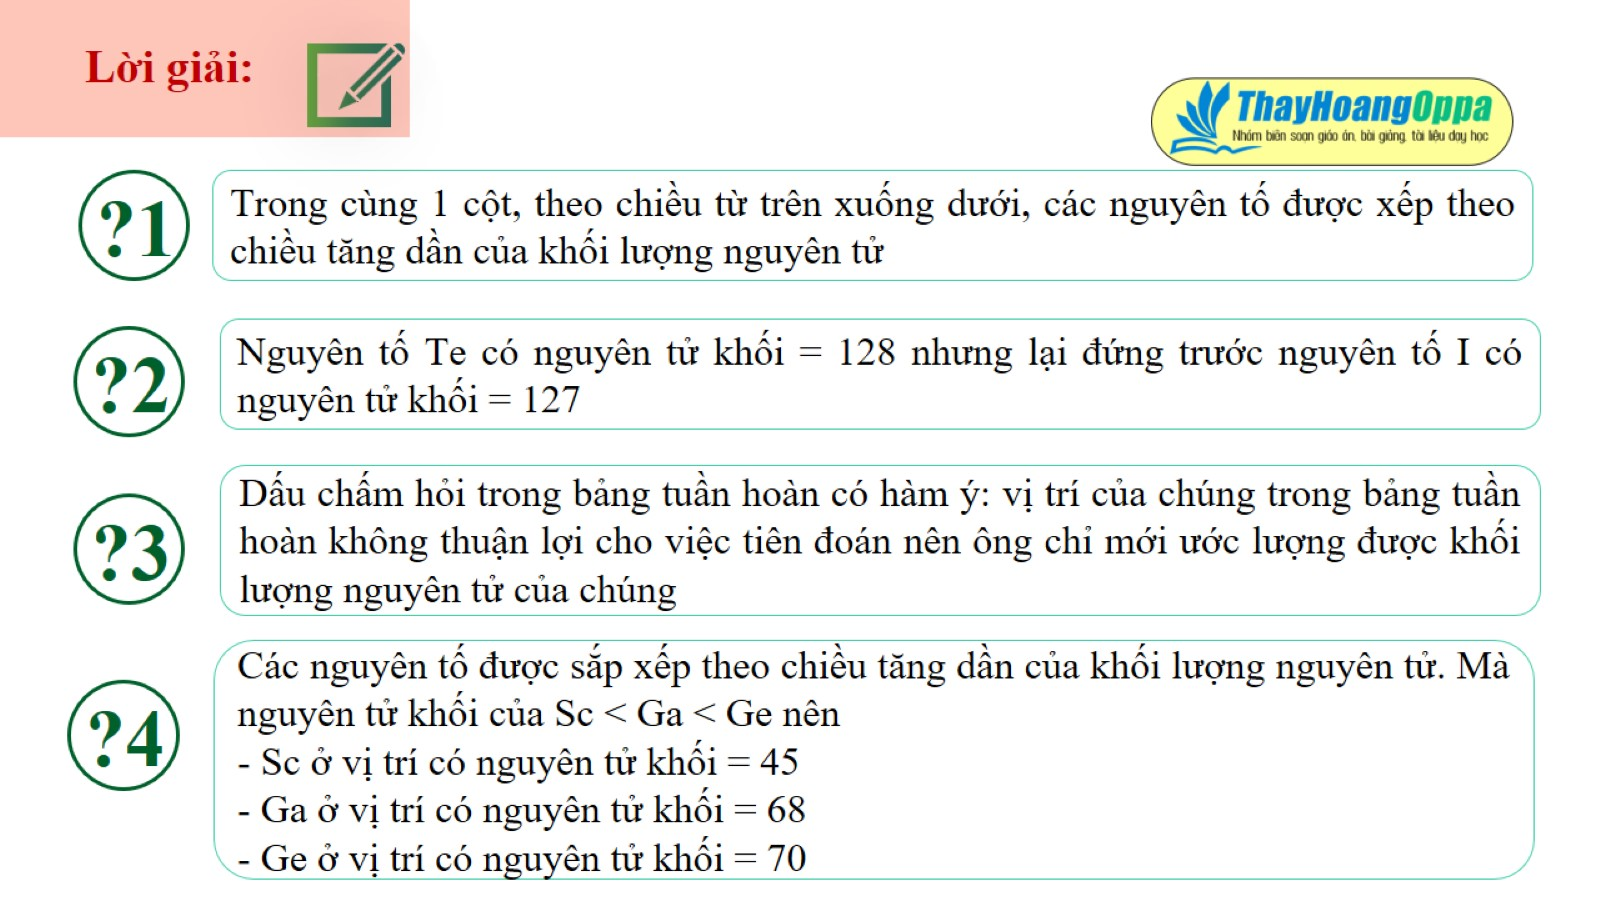 Lời giải:
ThayHoangOppa
Nhóm biên soạn giáo án, bài giảng, tài liệu dạy học
?1
Trong cùng 1 cột, theo chiều từ trên xuống dưới, các nguyên tố được xếp theo
chiều tăng dần của khối lượng nguyên tử
?2
Nguyên tố Te có nguyên tử khối = 128 nhưng lại đứng trước nguyên tố I có
nguyên tử khối = 127
?3
Dấu chấm hỏi trong bảng tuần hoàn có hàm ý: vị trí của chúng trong bảng tuần
hoàn không thuận lợi cho việc tiên đoán nên ông chỉ mới ước lượng được khối
lượng nguyên tử của chúng
?4
Các nguyên tố được sắp xếp theo chiều tăng dần của khối lượng nguyên tử. Mà
nguyên tử khối của Sc < Ga < Ge nên
- Sc ở vị trí có nguyên tử khối = 45
- Ga ở vị trí có nguyên tử khối = 68
- Ge ở vị trí có nguyên tử khối = 70